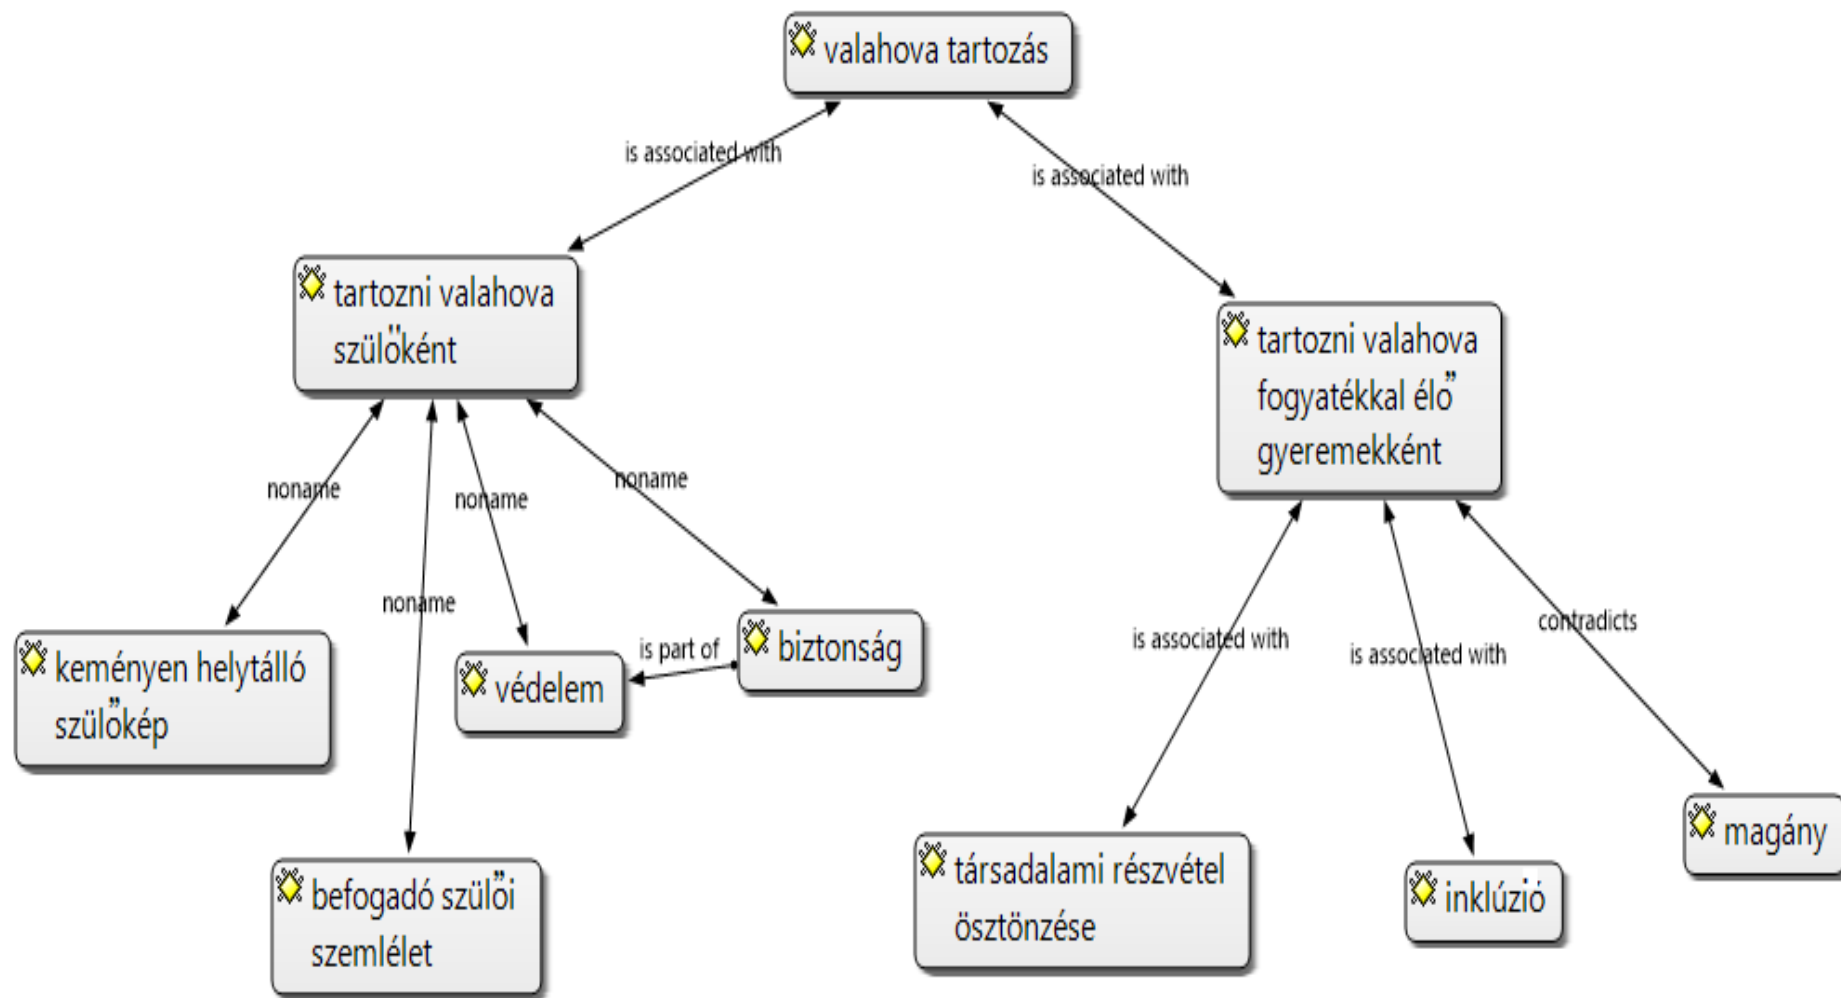 valahova tartozás
is associated with
is associated with
tartozni valahova
szülőként
tartozni valahova
fogyatékkal élő
gyermekként
noname
noname
noname
noname
is part of
contradicts
is associated with
is associated with
keményen helytálló
szülőkép
védelem
biztonság
befogadó szülői
szemlélet
társadalami részvétel
ösztönzése
inklúzió
magány